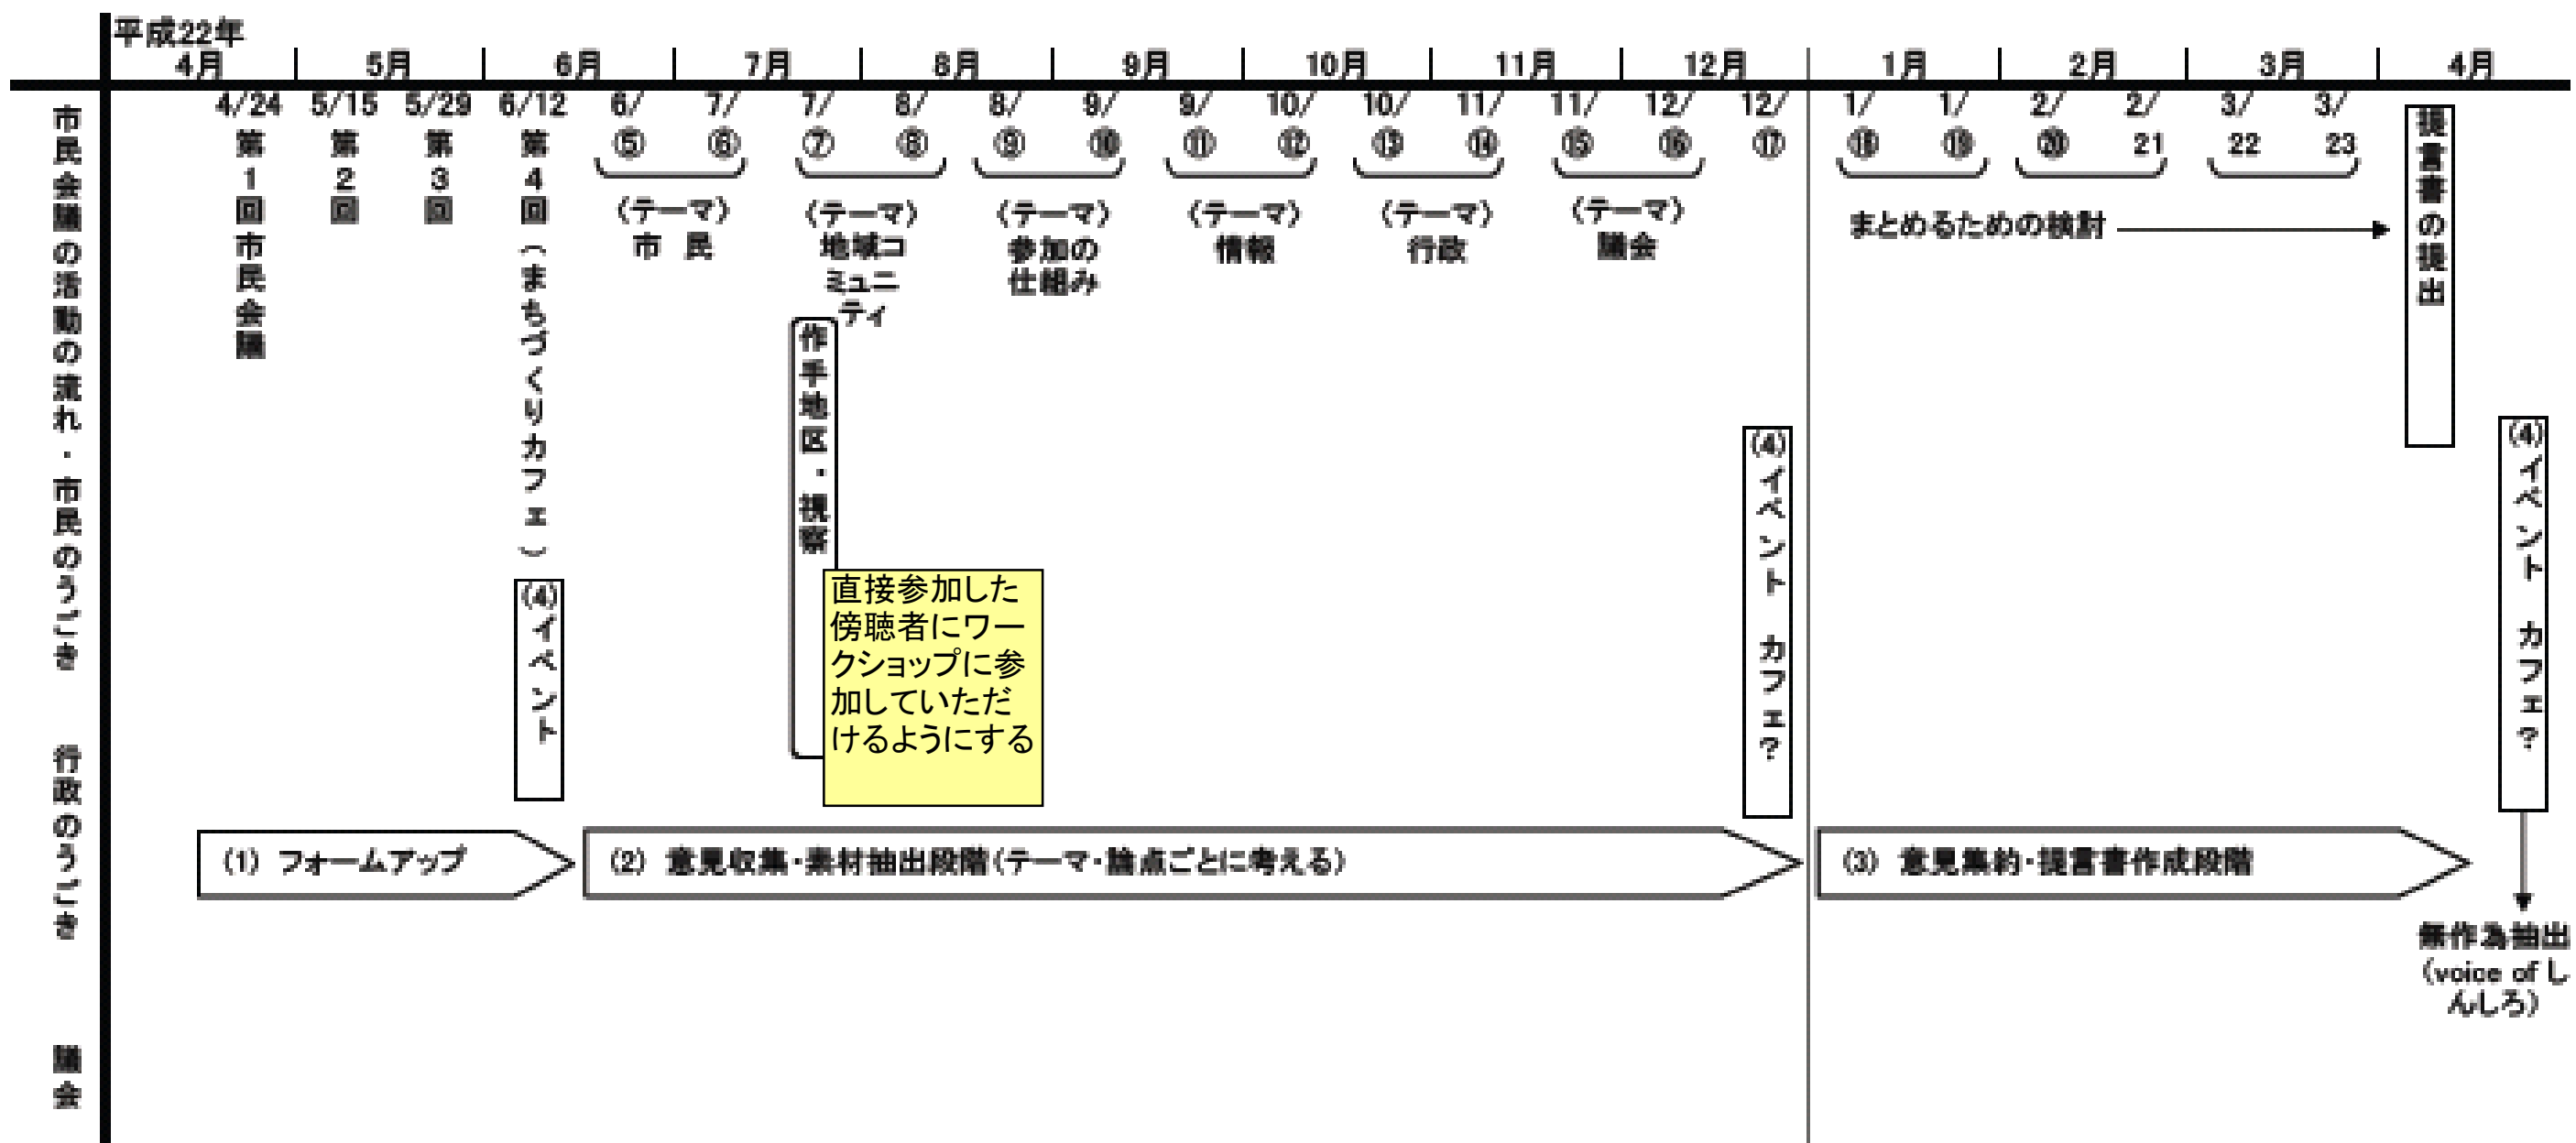 平成22年
4月 5月 6月 7月 8月 9月 10月 11月 12月 1月 2月 3月 4月
4/24 5/15 5/29 6/12 6/ 7/ 7/ 8/ 8/ 9/ 9/ 10/ 10/ 11/ 11/ 12/ 12/ 1/ 1/ 2/ 2/ 3/ 3/
⑤ ⑥ ⑦ ⑧ ⑨ ⑩ ⑪ ⑫ ⑬ ⑭ ⑮ ⑯ ⑰ ⑱ ⑲ ⑳ 21 22 23
第1回市民会議
第2回
第3回
第4回(まちづくりカフェ)
〈テーマ〉
市 民
〈テーマ〉
地域コ
ミュニ
ティ
〈テーマ〉
参加の
仕組み
〈テーマ〉
情報
〈テーマ〉
行政
〈テーマ〉
議会
まとめるための検討
提言書の提出
市民会議の活動の流れ・市民のうごき
行政のうごき
議会
作手地区・視察
(4)イベント
直接参加した
傍聴者にワー
クショップに参
加していただ
けるようにする
(4)イベント カフェ?
(4)イベント カフェ?
(1) フォームアップ
(2) 意見収集・素材抽出段階(テーマ・論点ごとに考える)
(3) 意見集約・提言書作成段階
無作為抽出
(voice of し
んしろ)